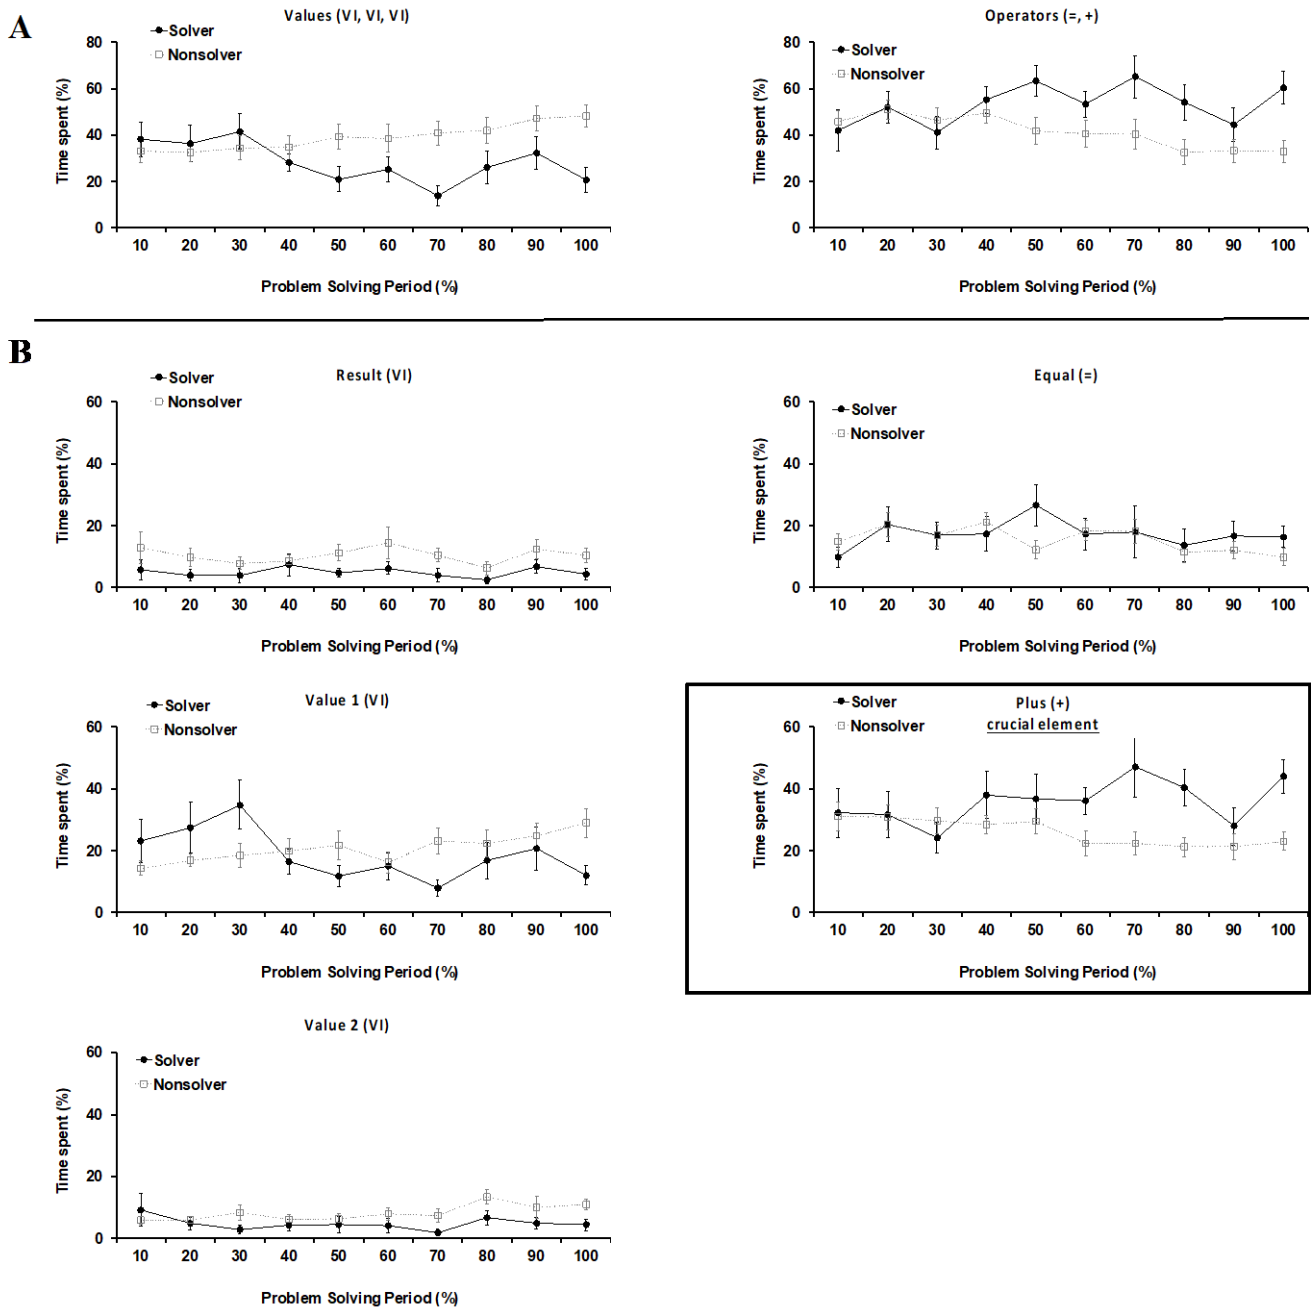 A
Values (VI, VI, VI)
Solver
Nonsolver
Time spent (%)
80
60
40
20
0
10 20 30 40 50 60 70 80 90 100
Problem Solving Period (%)
Operators (=, +)
Solver
Nonsolver
Time spent (%)
80
60
40
20
0
10 20 30 40 50 60 70 80 90 100
Problem Solving Period (%)
B
Result (VI)
Solver
Nonsolver
Time spent (%)
60
40
20
0
10 20 30 40 50 60 70 80 90 100
Problem Solving Period (%)
Equal (=)
Solver
Nonsolver
Time spent (%)
60
40
20
0
10 20 30 40 50 60 70 80 90 100
Problem Solving Period (%)
Value 1 (VI)
Solver
Nonsolver
Time spent (%)
60
40
20
0
10 20 30 40 50 60 70 80 90 100
Problem Solving Period (%)
Plus (+)
crucial element
Solver
Nonsolver
Time spent (%)
60
40
20
0
10 20 30 40 50 60 70 80 90 100
Problem Solving Period (%)
Value 2 (VI)
Solver
Nonsolver
Time spent (%)
60
40
20
0
10 20 30 40 50 60 70 80 90 100
Problem Solving Period (%)